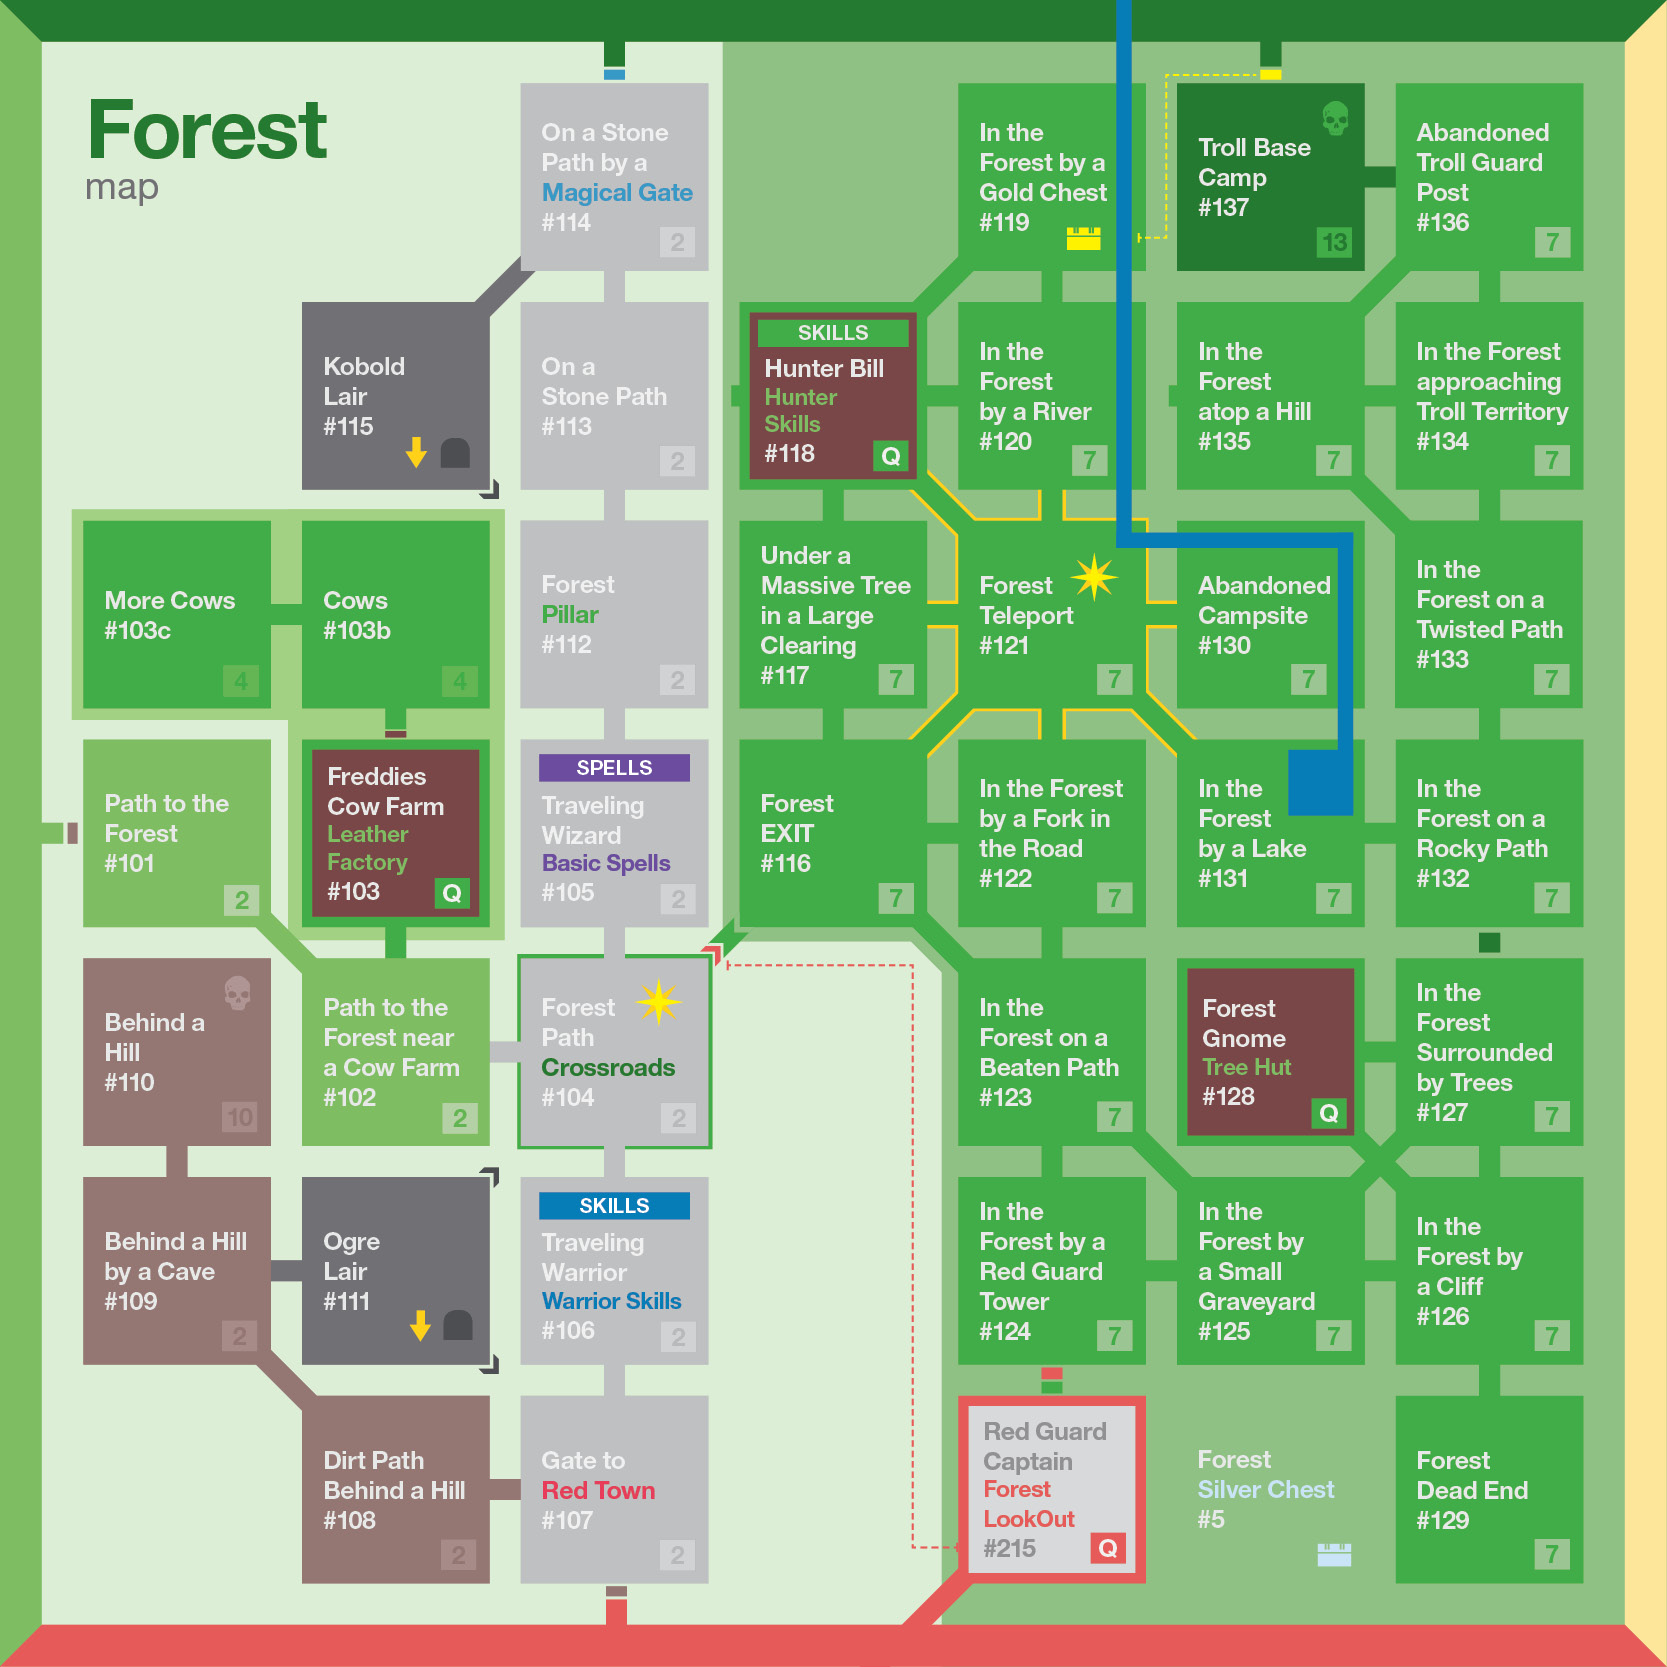 Forest
map
On a Stone
Path by a
Magical Gate
#114
2
In the
Forest by a
Gold Chest
#119
Troll Base
Camp
#137
13
Abandoned
Troll Guard
Post
#136
7
Kobold
Lair
#115
On a
Stone Path
#113
2
SKILLS
Hunter Bill
Hunter
Skills
#118
Q
In the
Forest
by a River
#120
7
In the
Forest
atop a Hill
#135
7
In the Forest
approaching
Troll Territory
#134
7
More Cows
#103c
4
Cows
#103b
4
Forest
Pillar
#112
2
Under a
Massive Tree
in a Large
Clearing
#117
7
Forest
Teleport
#121
7
Abandoned
Campsite
#130
7
In the
Forest on a
Twisted Path
#133
7
Path to the
Forest
#101
2
Freddies
Cow Farm
Leather
Factory
#103
Q
SPELLS
Traveling
Wizard
Basic Spells
#105
2
Forest
EXIT
#116
7
In the Forest
by a Fork in
the Road
#122
7
In the
Forest
by a Lake
#131
7
In the
Forest on a
Rocky Path
#132
7
Behind a
Hill
#110
10
Path to the
Forest near
a Cow Farm
#102
2
Forest
Path
Crossroads
#104
2
In the
Forest on a
Beaten Path
#123
7
Forest
Gnome
Tree Hut
#128
Q
In the
Forest
Surrounded
by Trees
#127
7
Behind a Hill
by a Cave
#109
2
Ogre
Lair
#111
SKILLS
Traveling
Warrior
Warrior Skills
#106
2
In the
Forest by a
Red Guard
Tower
#124
7
In the
Forest by
a Small
Graveyard
#125
7
In the
Forest by
a Cliff
#126
7
Dirt Path
Behind a Hill
#108
2
Gate to
Red Town
#107
2
Red Guard
Captain
Forest
LookOut
#215
Q
Forest
Silver Chest
#5
Forest
Dead End
#129
7